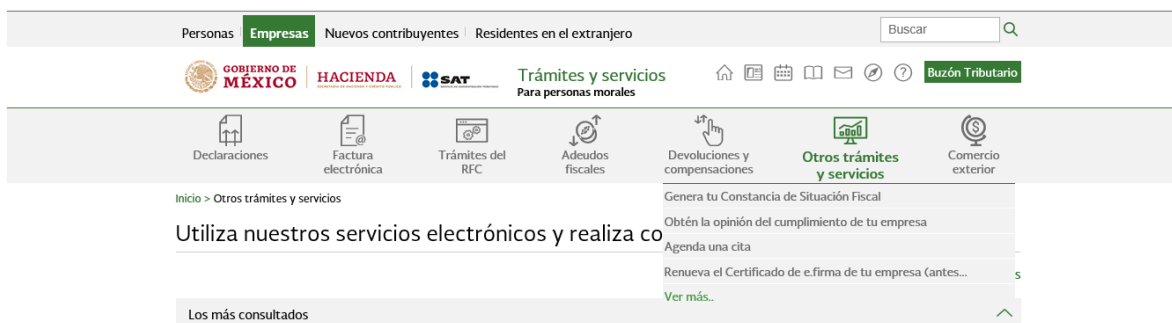 Personas Empresas Nuevos contribuyentes Residentes en el extranjero Buscar
GOBIERNO DE MÉXICO
HACIENDA
SAT
Trámites y servicios
Para personas morales
Buzón Tributario
Declaraciones
Factura
electrónica
Trámites del
RFC
Adeudos
fiscales
Devoluciones y
compensaciones
Otros trámites
y servicios
Comercio
exterior
Inicio > Otros trámites y servicios
Genera tu Constancia de Situación Fiscal
Obtén la opinión del cumplimiento de tu empresa
Agenda una cita
Renueva el Certificado de e.firma de tu empresa (antes...
Ver más..
Utiliza nuestros servicios electrónicos y realiza co
s
Los más consultados